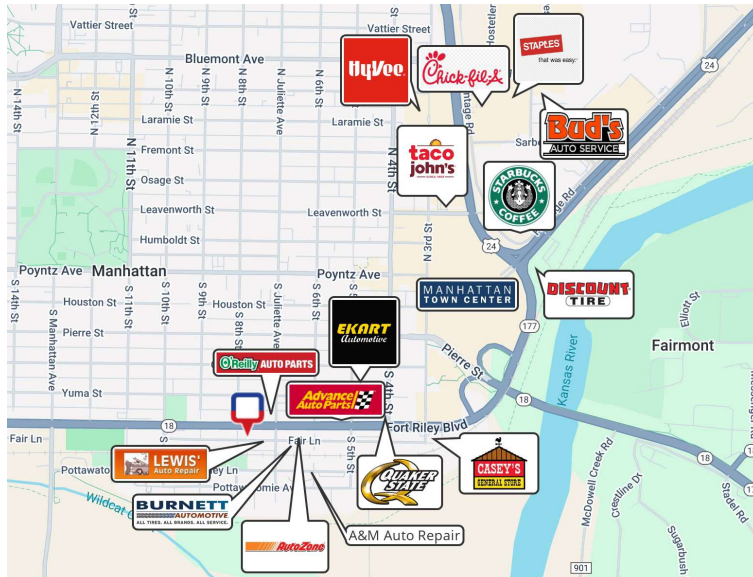 Vattier Street
Vattier St
Hostetler
Bluemont Ave
HyVee
Chick-fil-A
STAPLES
that was easy.
24
N 14th St
N 12th St
N 11th St
N 10th St
N 9th St
N 8th St
N Juliette Ave
N 6th St
N 4th St
Laramie St
Laramie St
Fremont St
Osage St
Leavenworth St
Leavenworth St
Humboldt St
taco
john's
Bud's
AUTO SERVICE
STARBUCKS
COFFEE
24
N 3rd St
Poyntz Ave
Manhattan
Poyntz Ave
MANHATTAN
TOWN CENTER
DISCOUNT
TIRE
S 14th St
S Manhattan Ave
S 11th St
S 10th St
S 9th St
S 8th St
S Juliette Ave
S 6th St
Houston St
Houston St
Pierre St
EKART
Automotive
177
Pierre St
Kansas River
Elliott St
Fairmont
O'Reilly AUTO PARTS
Yuma St
Advance
Auto Parts
S 4th St
18
18
Fort Riley Blvd
Fair Ln
Fair Ln
S 5th St
LEWIS'
Auto Repair
QUAKER
STATE
CASEY'S
GENERAL STORE
18
BURNETT
AUTOMOTIVE
ALL TIRES. ALL BRANDS. ALL SERVICE.
AutoZone
A&M Auto Repair
McDowell Creek Rd
Crestline Dr
Stadel Rd
Sugarbush
901